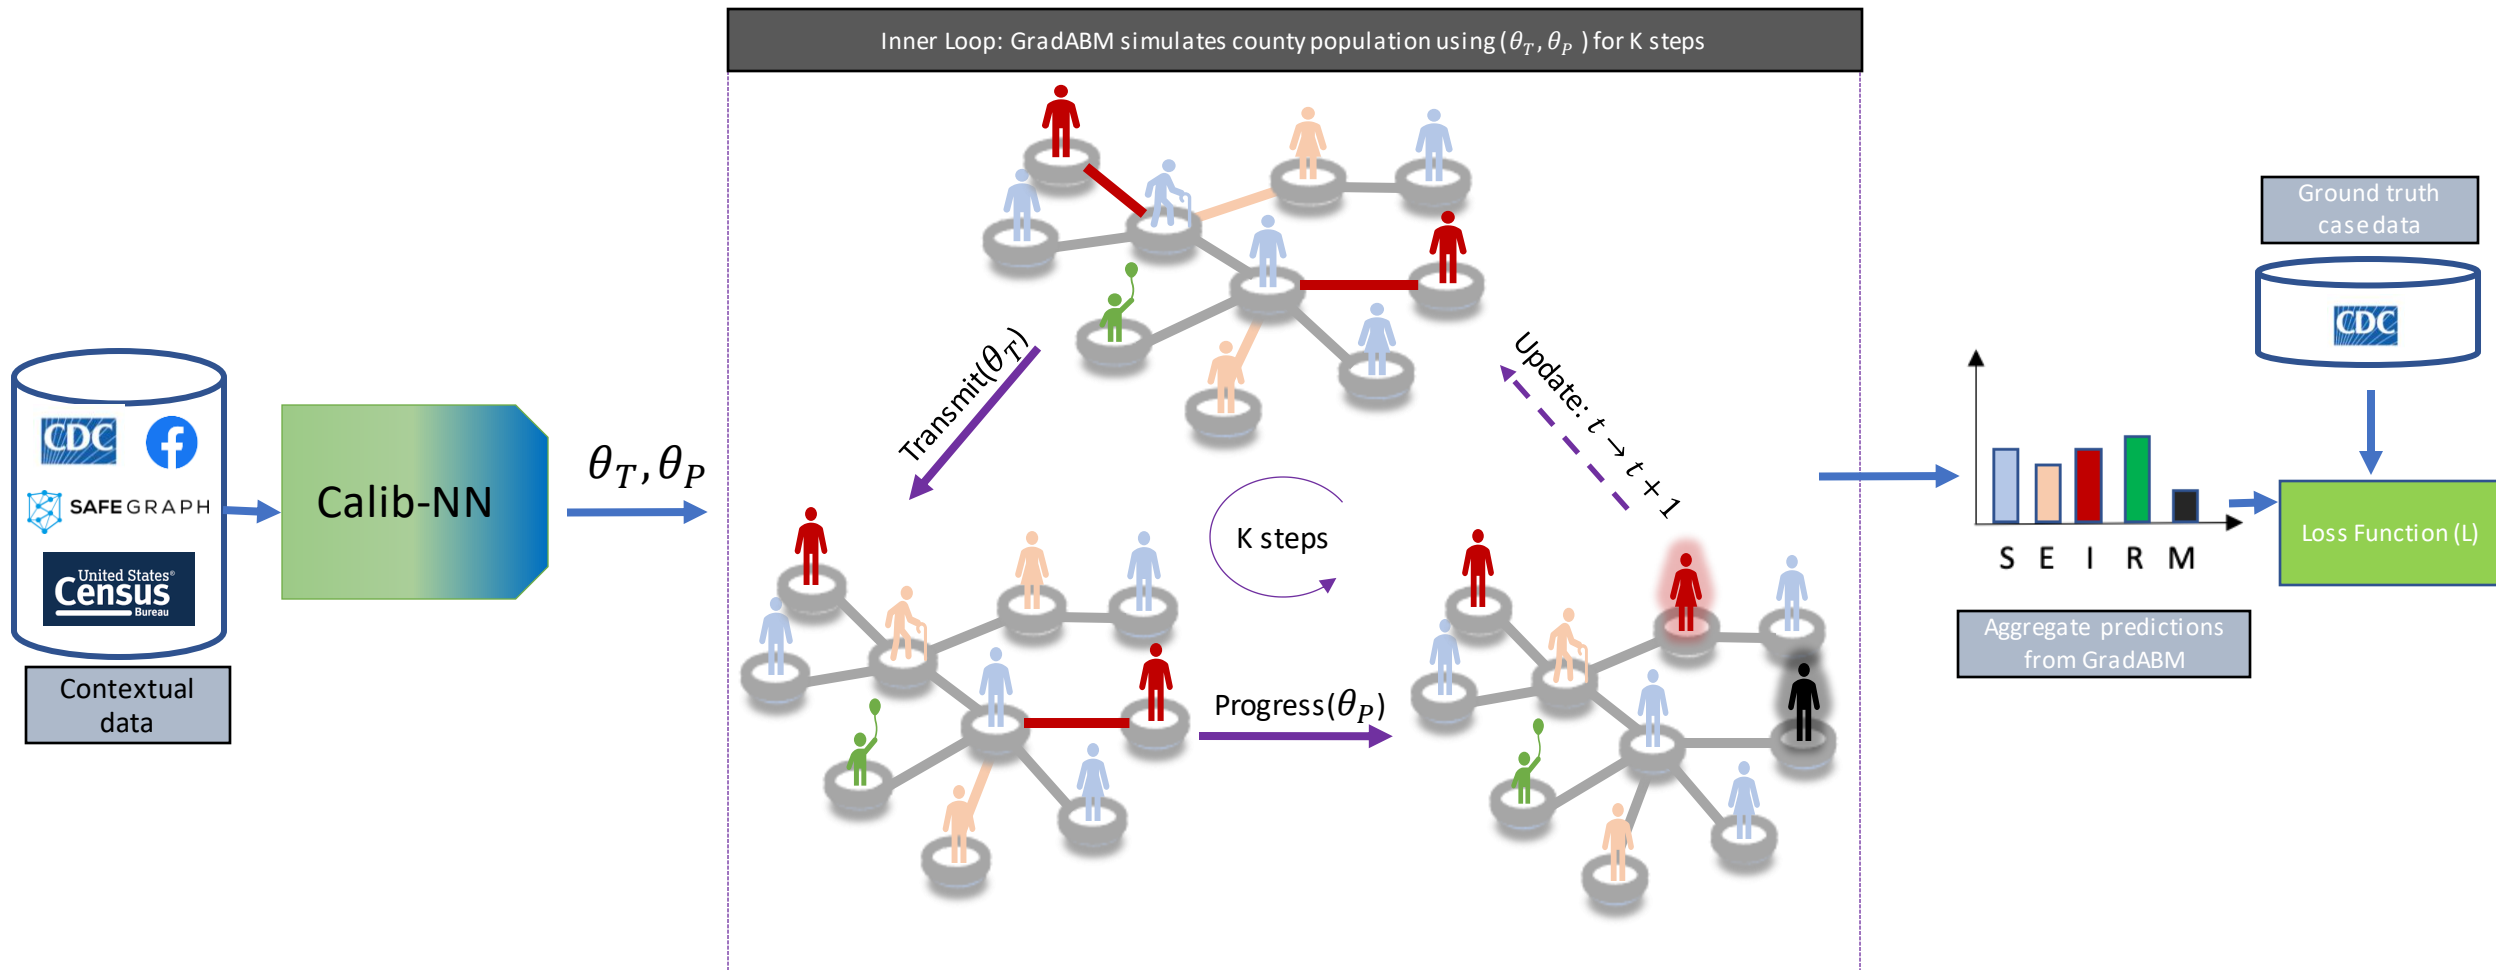 Inner Loop: GradABM simulates county population using (θ_T, θ_P) for K steps
CDC
SAFEGRAPH
United States®
Census
Bureau
Contextual
data
Calib-NN
θ_T, θ_P
Transmit(θ_T)
Update: t → t + 1
K steps
Progress(θ_P)
S E I R M
Aggregate predictions
from GradABM
Ground truth
case data
CDC
Loss Function (L)